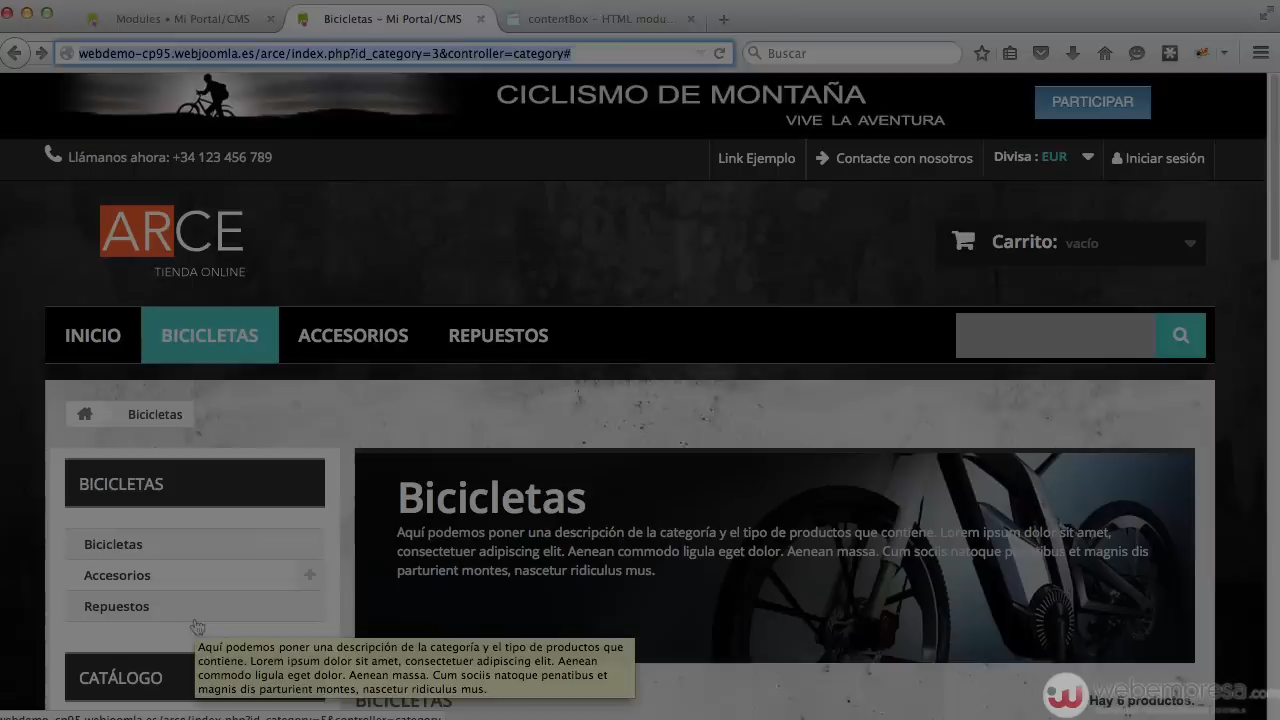 Modules • Mi Portal/CMS
Bicicletas - Mi Portal/CMS
contentBox – HTML modu...
webdemo-cp95.webjoomla.es/arce/index.php?id_category=3&controller=category#
Buscar
CICLISMO DE MONTAÑA
VIVE LA AVENTURA
PARTICIPAR
Llámanos ahora: +34 123 456 789
Link Ejemplo
Contacte con nosotros
Divisa : EUR
Iniciar sesión
ARCE
TIENDA ONLINE
Carrito: vacío
INICIO
BICICLETAS
ACCESORIOS
REPUESTOS
Bicicletas
BICICLETAS
Bicicletas
Accesorios
Repuestos
CATÁLOGO
Bicicletas
Aquí podemos poner una descripción de la categoría y el tipo de productos que contiene. Lorem ipsum dolor sit amet,
consectetuer adipiscing elit. Aenean commodo ligula eget dolor. Aenean massa. Cum sociis natoque penatibus et magnis dis
parturient montes, nascetur ridiculus mus.
Aquí podemos poner una descripción de la categoría y el tipo de productos que
contiene. Lorem ipsum dolor sit amet, consectetuer adipiscing elit. Aenean
commodo ligula eget dolor. Aenean massa. Cum sociis natoque penatibus et
magnis dis parturient montes, nascetur ridiculus mus.
BICICLETAS
Hay 6 productos.
webempresa.com
webdemo-cp95.webjoomla.es/arce/index.php?id_category=5&controller=category